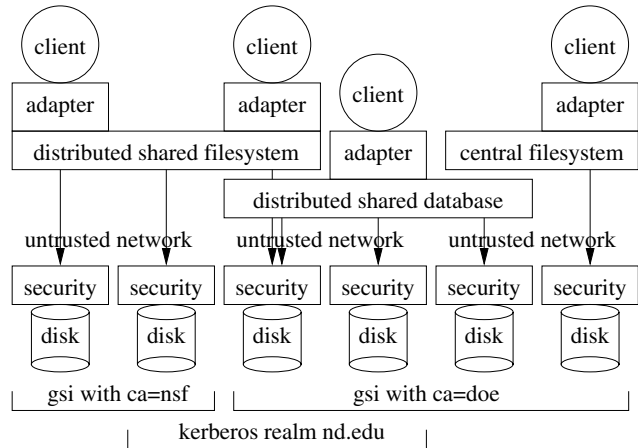 client client client
client
adapter adapter adapter
distributed shared filesystem adapter central filesystem
distributed shared database
untrusted network untrusted network untrusted network
security security security security security security
disk disk disk disk disk disk
gsi with ca=nsf gsi with ca=doe
kerberos realm nd.edu